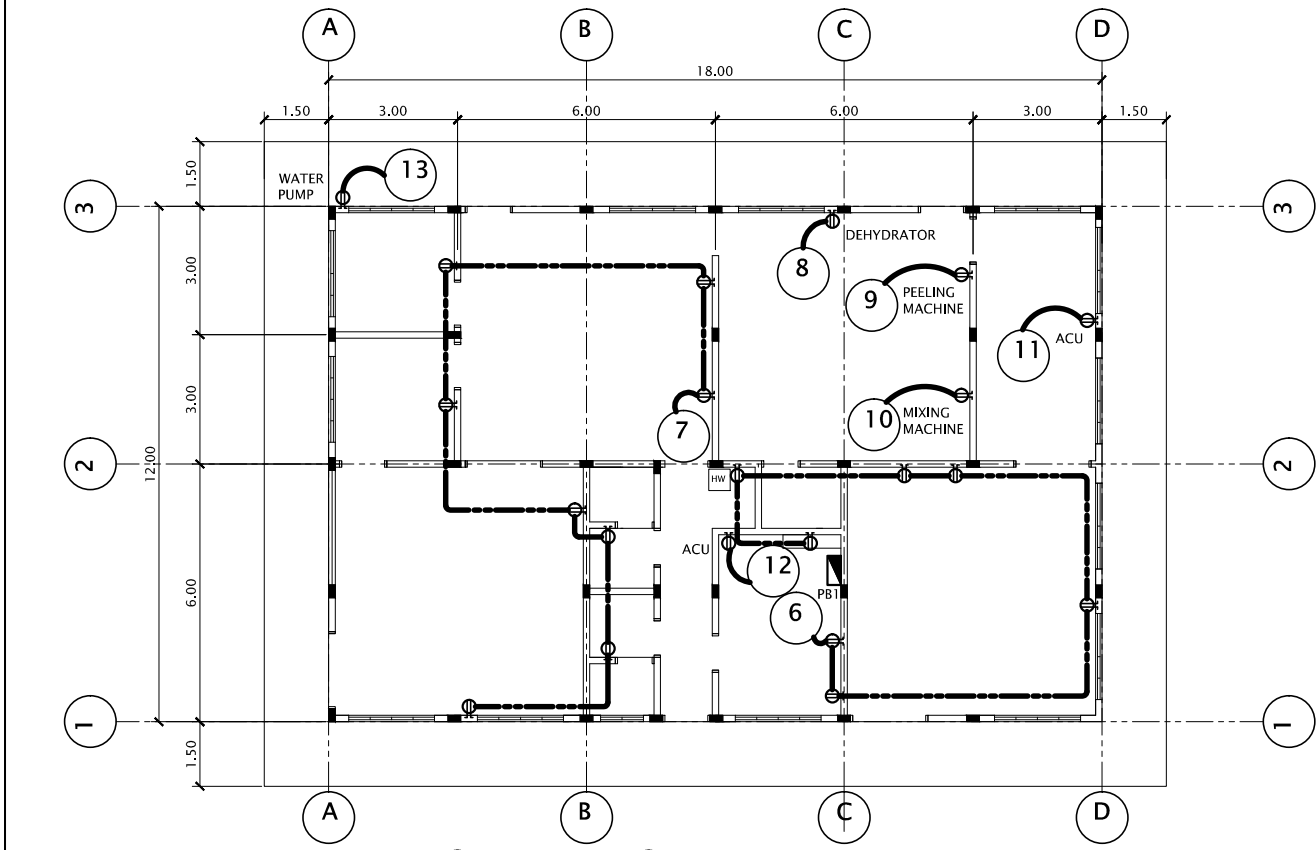 A
B
C
D
18.00
1.50
3.00
6.00
6.00
3.00
1.50
1.50
WATER
PUMP
13
3
3
8
DEHYDRATOR
3.00
9
PEELING
MACHINE
11
ACU
3.00
7
10
MIXING
MACHINE
2
2
12.00
HW
ACU
12
PB1
6
6.00
1
1
1.50
A
B
C
D